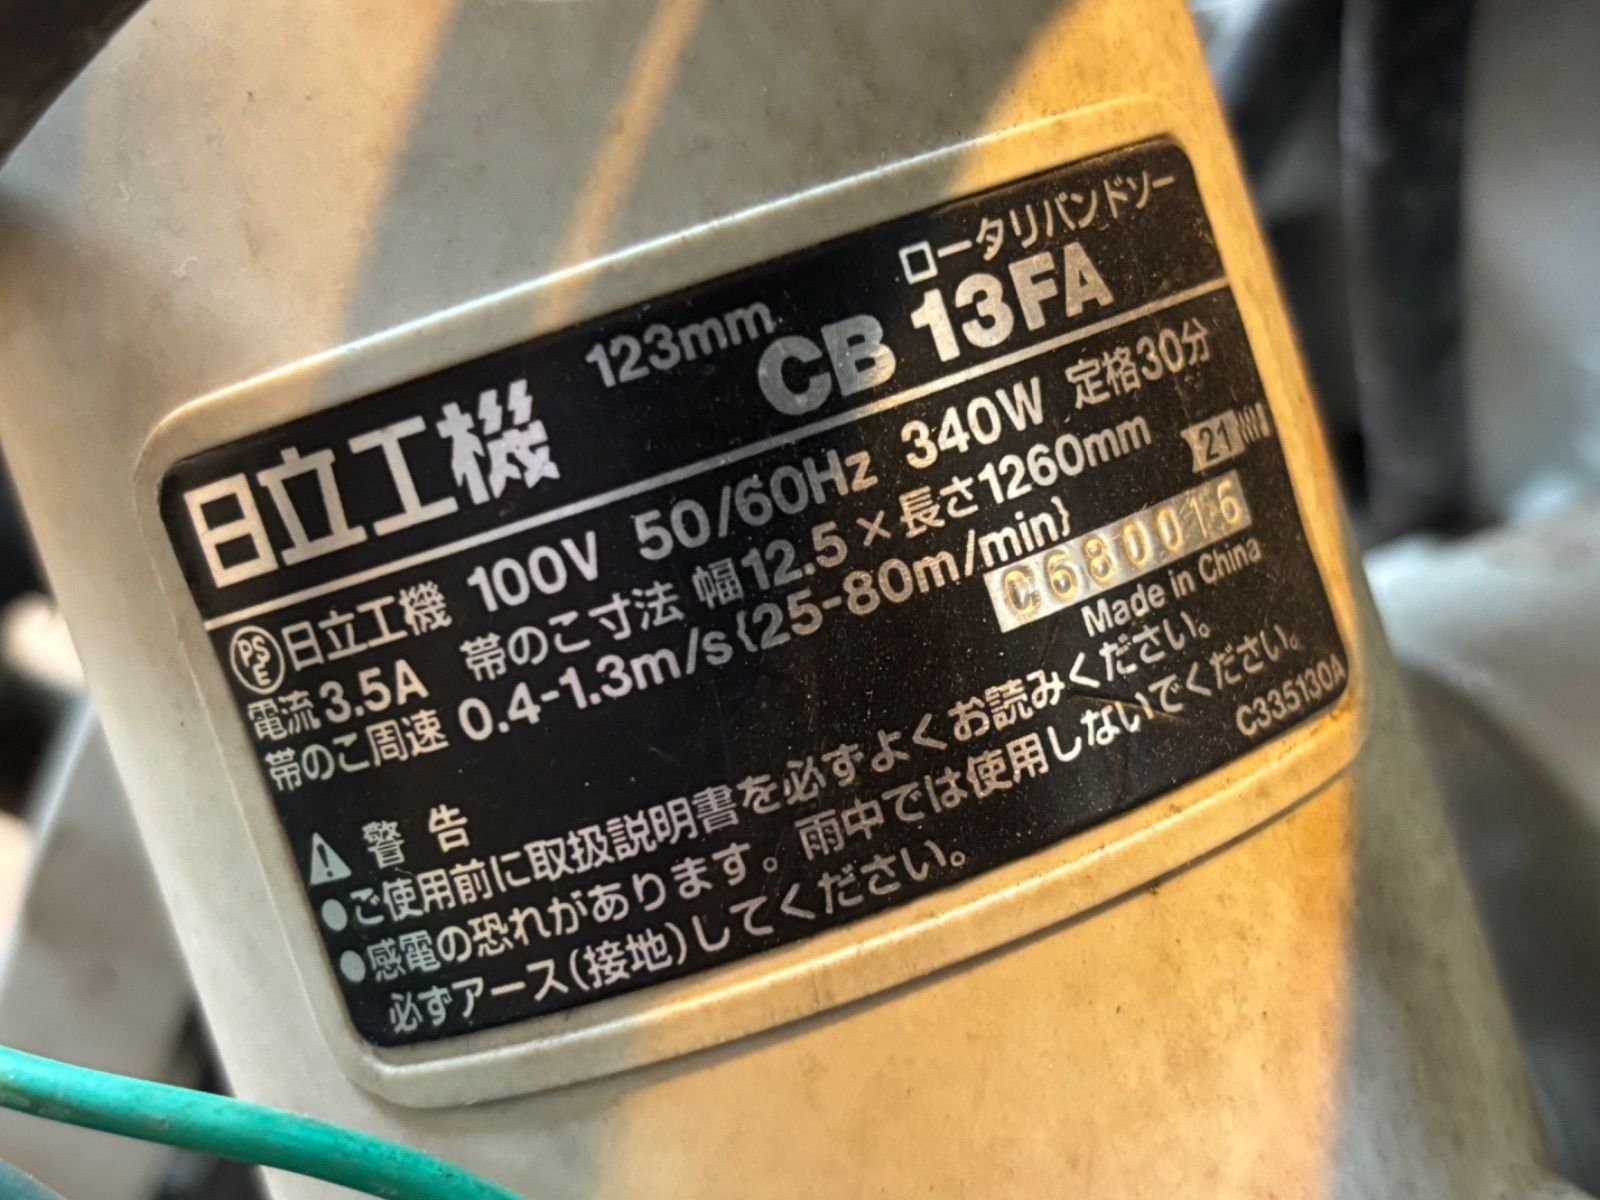 ロータリバンドソー
日立工機 123mm CB 13FA
PSE 日立工機 100V 50/60Hz 340W 定格30分
電流3.5A 帯のこ寸法 幅12.5×長さ1260mm 21
帯のこ周速 0.4-1.3m/s{25-80m/min}
C680016
Made in China
警告
●ご使用前に取扱説明書を必ずよくお読みください。
●感電の恐れがあります。雨中では使用しないでください。
必ずアース(接地)してください。
C335130A